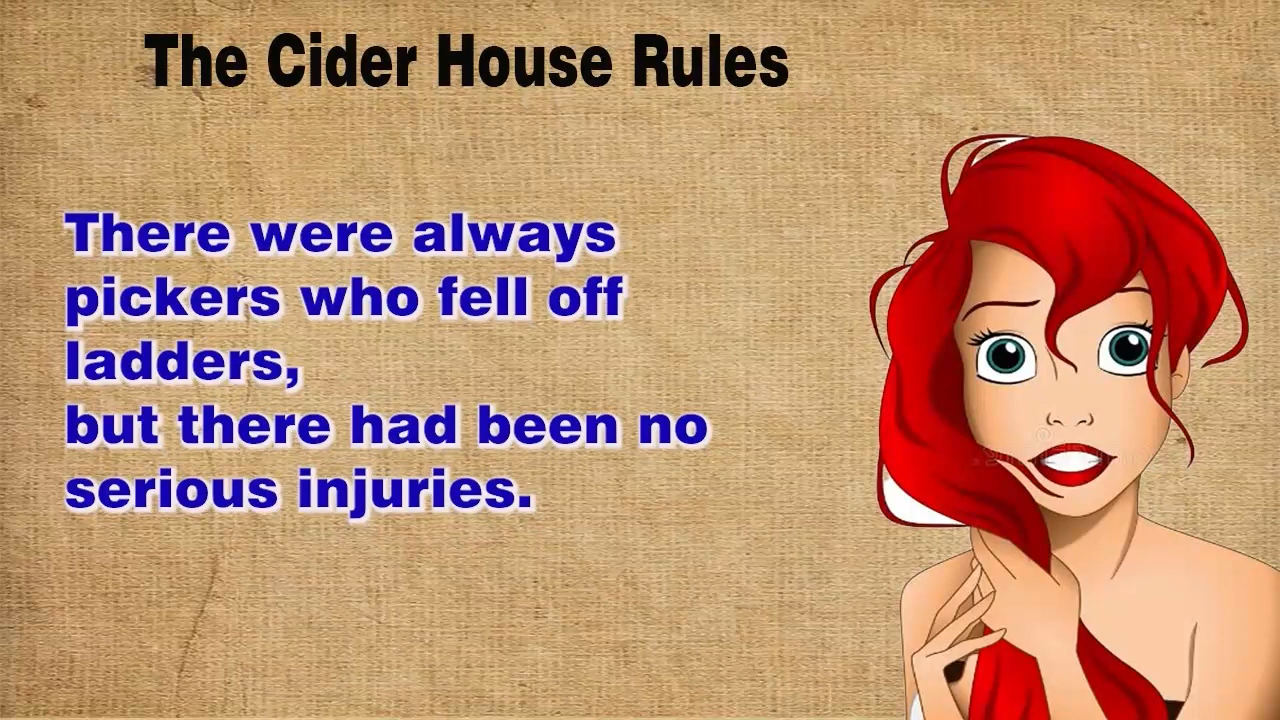 The Cider House Rules
There were always
pickers who fell off
ladders,
but there had been no
serious injuries.